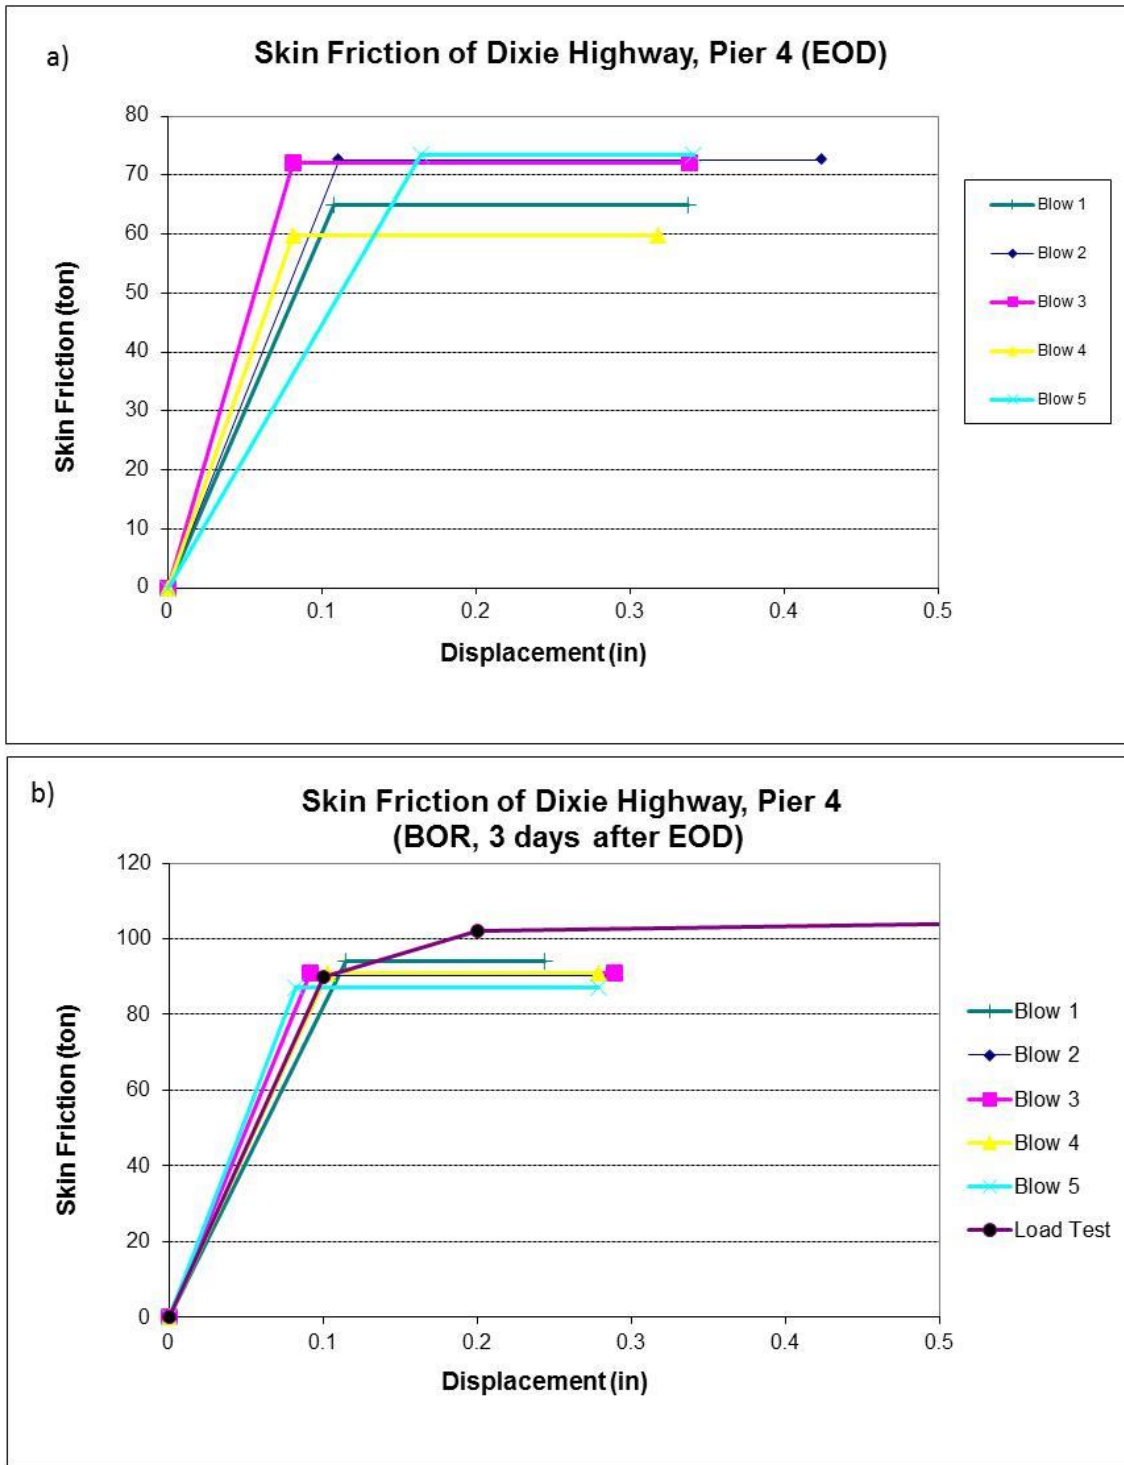 a)
Skin Friction of Dixie Highway, Pier 4 (EOD)
80
70
60
50
40
30
20
10
0
Skin Friction (ton)
0 0.1 0.2 0.3 0.4 0.5
Displacement (in)
Blow 1
Blow 2
Blow 3
Blow 4
Blow 5
b)
Skin Friction of Dixie Highway, Pier 4
(BOR, 3 days after EOD)
120
100
80
60
40
20
0
Skin Friction (ton)
0 0.1 0.2 0.3 0.4 0.5
Displacement (in)
Blow 1
Blow 2
Blow 3
Blow 4
Blow 5
Load Test